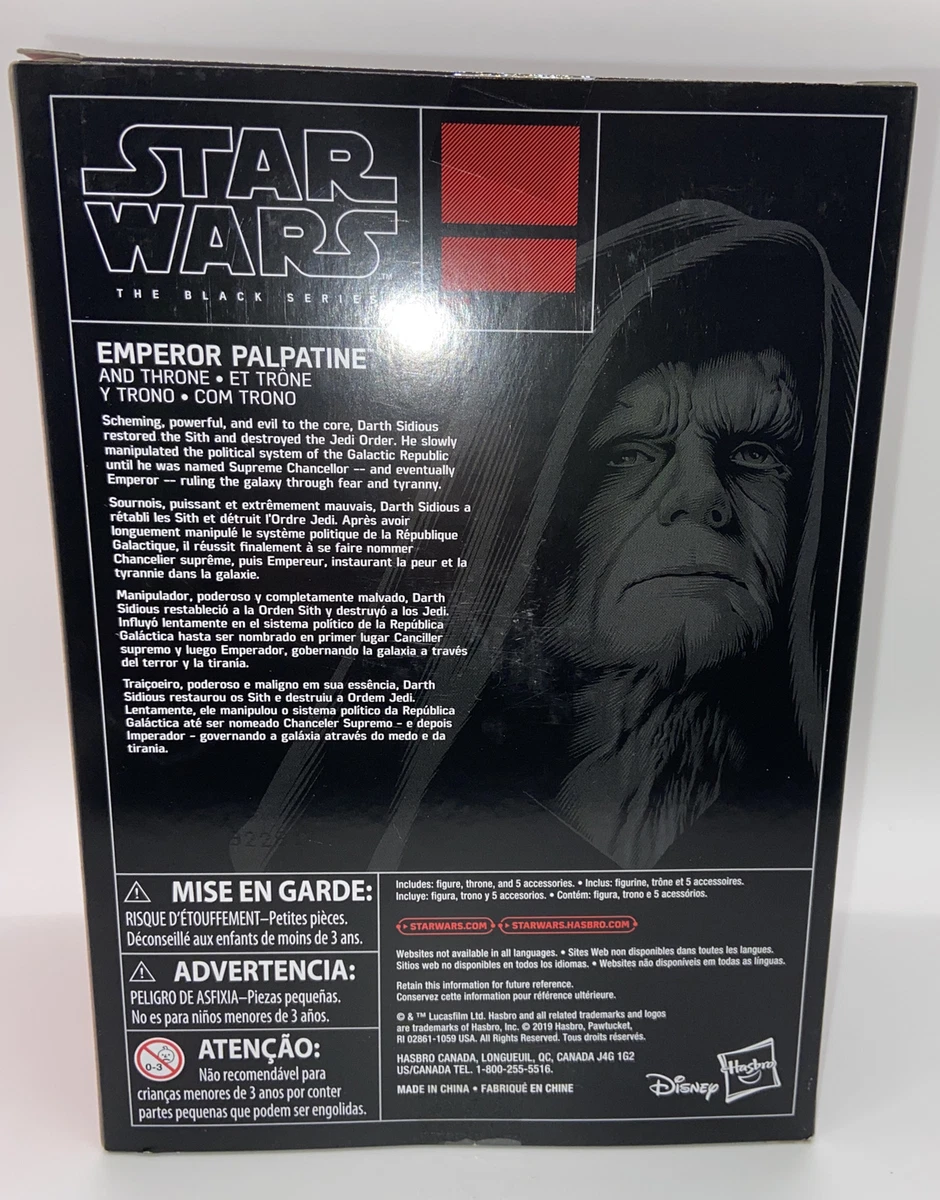 STAR
WARS
THE BLACK SERIES
EMPEROR PALPATINE
AND THRONE • ET TRÔNE
Y TRONO • COM TRONO
Scheming, powerful, and evil to the core, Darth Sidious
restored the Sith and destroyed the Jedi Order. He slowly
manipulated the political system of the Galactic Republic
until he was named Supreme Chancellor -- and eventually
Emperor -- ruling the galaxy through fear and tyranny.
Sournois, puissant et extrêmement mauvais, Darth Sidious a
rétabli les Sith et détruit l'Ordre Jedi. Après avoir
longuement manipulé le système politique de la République
Galactique, il réussit finalement à se faire nommer
Chancelier suprême, puis Empereur, instaurant la peur et la
tyrannie dans la galaxie.
Manipulador, poderoso y completamente malvado, Darth
Sidious restableció a la Orden Sith y destruyó a los Jedi.
Influyó lentamente en el sistema político de la República
Galáctica hasta ser nombrado en primer lugar Canciller
supremo y luego Emperador, gobernando la galaxia a través
del terror y la tiranía.
Traiçoeiro, poderoso e maligno em sua essência, Darth
Sidious restaurou os Sith e destruiu a Ordem Jedi.
Lentamente, ele manipulou o sistema político da República
Galáctica até ser nomeado Chanceler Supremo - e depois
Imperador - governando a galáxia através do medo e da
tirania.
MISE EN GARDE:
RISQUE D'ÉTOUFFEMENT–Petites pièces.
Déconseillé aux enfants de moins de 3 ans.
ADVERTENCIA:
PELIGRO DE ASFIXIA–Piezas pequeñas.
No es para niños menores de 3 años.
0-3
ATENÇÃO:
Não recomendável para
crianças menores de 3 anos por conter
partes pequenas que podem ser engolidas.
Includes: figure, throne, and 5 accessories. • Inclus: figurine, trône et 5 accessoires.
Incluye: figura, trono y 5 accesorios. • Contém: figura, trono e 5 acessórios.
STARWARS.COM STARWARS.HASBRO.COM
Websites not available in all languages. • Sites Web non disponibles dans toutes les langues.
Sitios web no disponibles en todos los idiomas. • Websites não disponíveis em todas as línguas.
Retain this information for future reference.
Conservez cette information pour référence ultérieure.
© & ™ Lucasfilm Ltd. Hasbro and all related trademarks and logos
are trademarks of Hasbro, Inc. © 2019 Hasbro, Pawtucket,
RI 02861-1059 USA. All Rights Reserved. Tous droits réservés.
HASBRO CANADA, LONGUEUIL, QC, CANADA J4G 1G2
US/CANADA TEL. 1-800-255-5516.
MADE IN CHINA • FABRIQUÉ EN CHINE
DISNEY
Hasbro